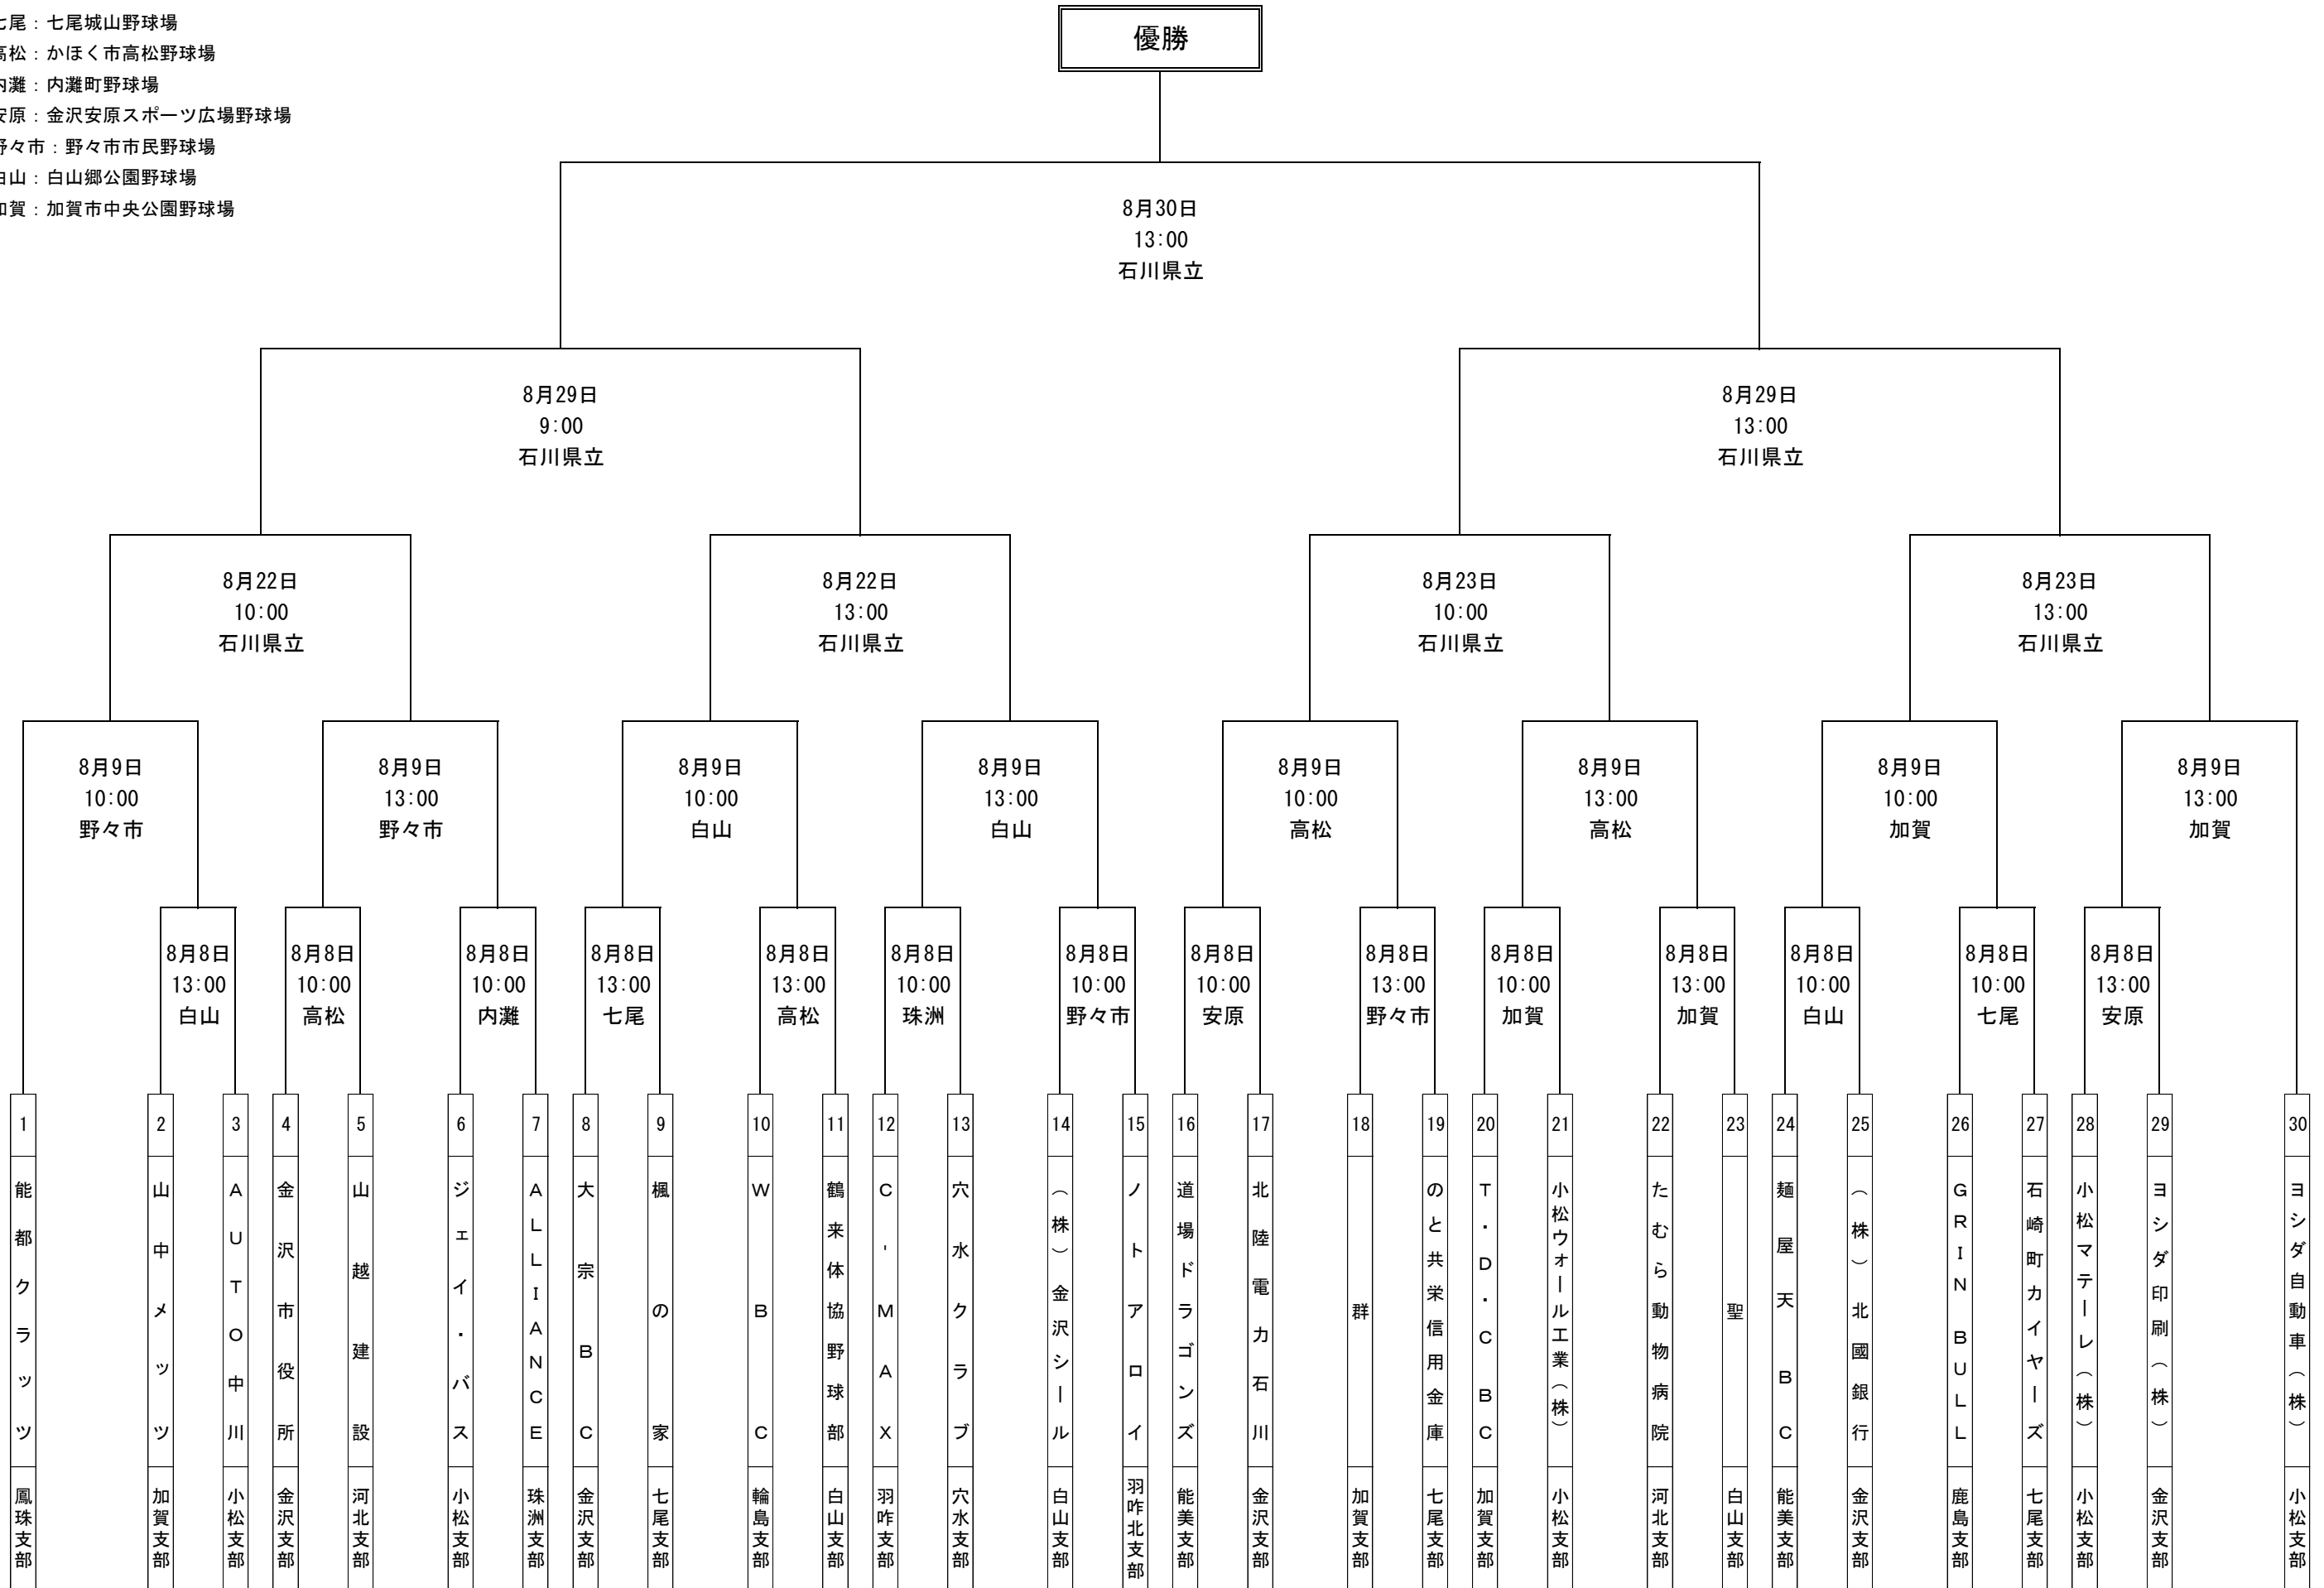 七尾：七尾城山野球場
優勝
高松：かほく市高松野球場
内灘：内灘町野球場
安原：金沢安原スポーツ広場野球場
野々市：野々市市民野球場
白山：白山郷公園野球場
加賀：加賀市中央公園野球場
8月30日
13:00
石川県立
8月29日 8月29日
9:00 13:00
石川県立 石川県立
8月22日 8月22日 8月23日 8月23日
10:00 13:00 10:00 13:00
石川県立 石川県立 石川県立 石川県立
8月9日 8月9日 8月9日 8月9日 8月9日 8月9日 8月9日 8月9日
10:00 13:00 10:00 13:00 10:00 13:00 10:00 13:00
野々市 野々市 白山 白山 高松 高松 加賀 加賀
8月8日 8月8日 8月8日 8月8日 8月8日 8月8日 8月8日 8月8日 8月8日 8月8日 8月8日 8月8日 8月8日 8月8日
13:00 10:00 10:00 13:00 13:00 10:00 10:00 10:00 13:00 10:00 13:00 10:00 10:00 13:00
白山 高松 内灘 七尾 高松 珠洲 野々市 安原 野々市 加賀 加賀 白山 七尾 安原
1 能都クラッツ 鳳珠支部
2 山中メッツ 加賀支部
3 AUTO中川 小松支部
4 金沢市役所 金沢支部
5 山越建設 河北支部
6 ジェイ・バス 小松支部
7 ALLIANCE 珠洲支部
8 大宗BC 金沢支部
9 楓の家 七尾支部
10 WBC 輪島支部
11 鶴来体協野球部 白山支部
12 C'MAX 羽咋支部
13 穴水クラブ 穴水支部
14 （株）金沢シール 白山支部
15 ノトアロイ 羽咋北支部
16 道場ドラゴンズ 能美支部
17 北陸電力石川 金沢支部
18 群 加賀支部
19 のと共栄信用金庫 七尾支部
20 T・D・C BC 加賀支部
21 小松ウォール工業（株） 小松支部
22 たむら動物病院 河北支部
23 聖 白山支部
24 麺屋天 BC 能美支部
25 （株）北國銀行 金沢支部
26 GRIN BULL 鹿島支部
27 石崎町カイヤーズ 七尾支部
28 小松マテーレ（株） 小松支部
29 ヨシダ印刷（株） 金沢支部
30 ヨシダ自動車（株） 小松支部